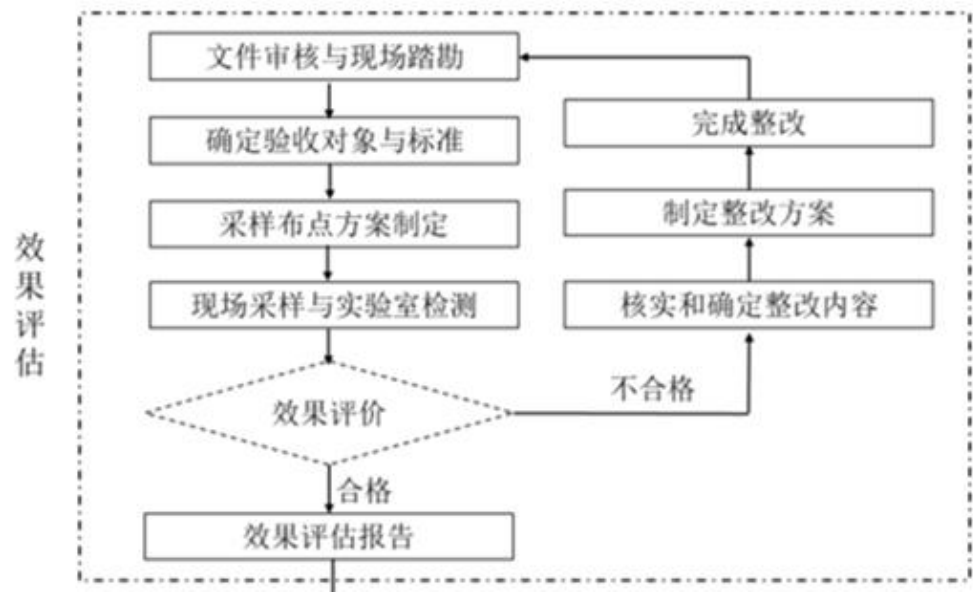 效果评估
文件审核与现场踏勘
确定验收对象与标准
采样布点方案制定
现场采样与实验室检测
效果评价
合格
效果评估报告
不合格
核实和确定整改内容
制定整改方案
完成整改